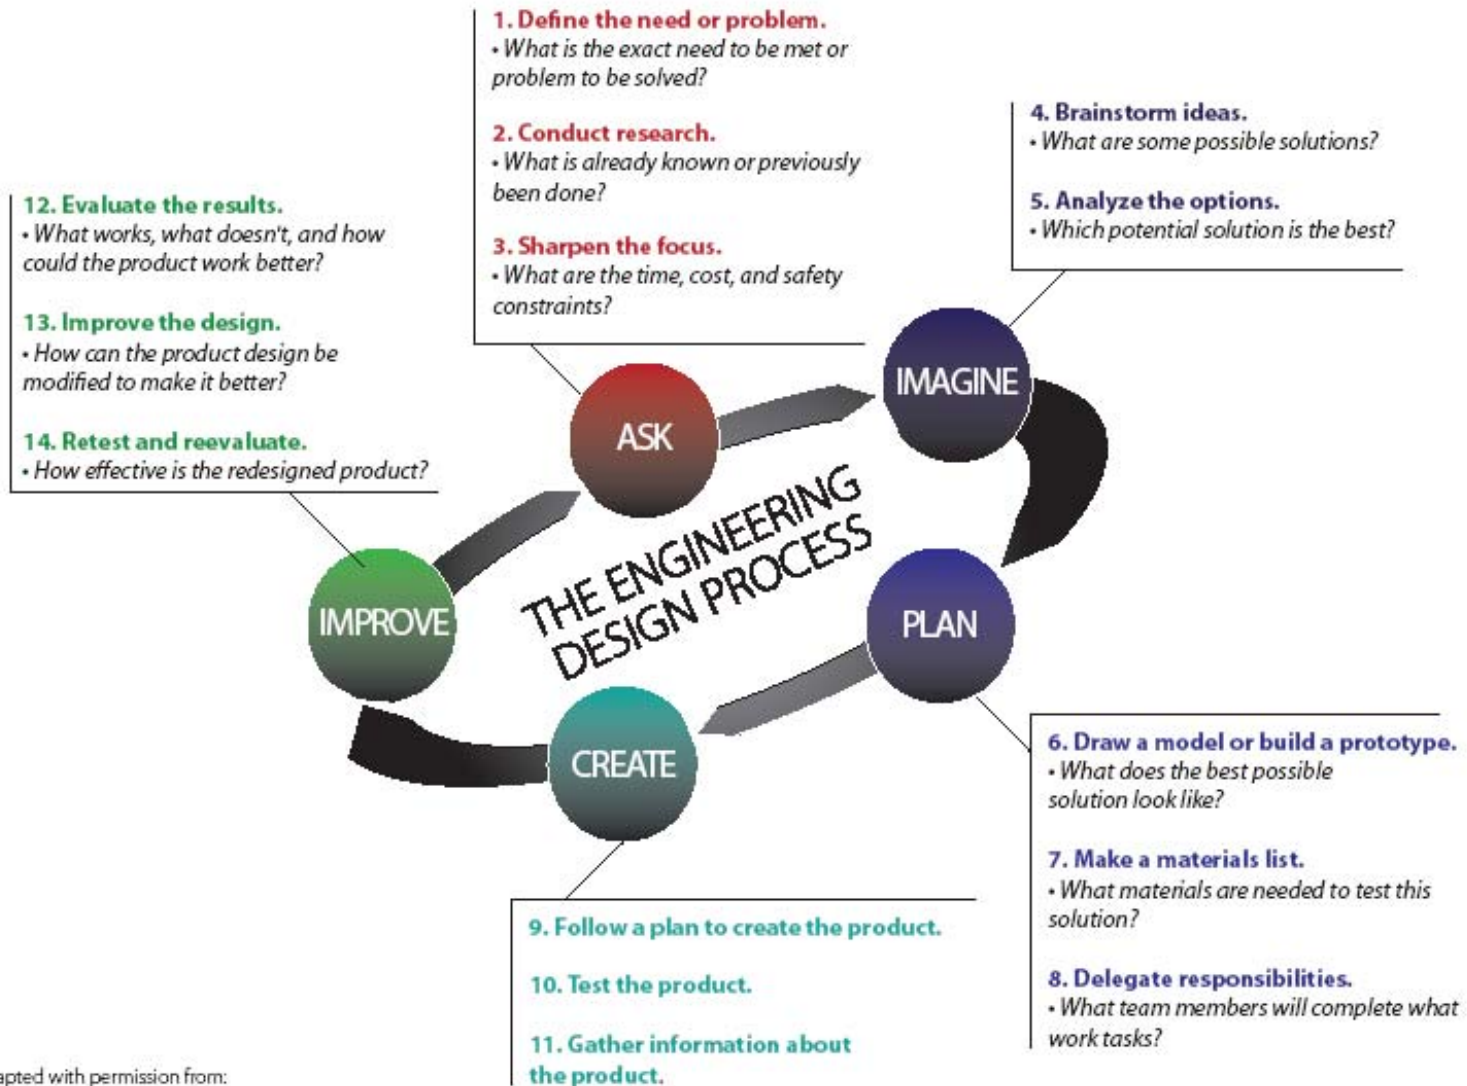 1. Define the need or problem.
• What is the exact need to be met or
problem to be solved?
2. Conduct research.
• What is already known or previously
been done?
3. Sharpen the focus.
• What are the time, cost, and safety
constraints?
4. Brainstorm ideas.
• What are some possible solutions?
5. Analyze the options.
• Which potential solution is the best?
12. Evaluate the results.
• What works, what doesn't, and how
could the product work better?
13. Improve the design.
• How can the product design be
modified to make it better?
14. Retest and reevaluate.
• How effective is the redesigned product?
ASK
IMAGINE
THE ENGINEERING
DESIGN PROCESS
IMPROVE
PLAN
CREATE
6. Draw a model or build a prototype.
• What does the best possible
solution look like?
7. Make a materials list.
• What materials are needed to test this
solution?
8. Delegate responsibilities.
• What team members will complete what
work tasks?
9. Follow a plan to create the product.
10. Test the product.
11. Gather information about
the product.
apted with permission from: